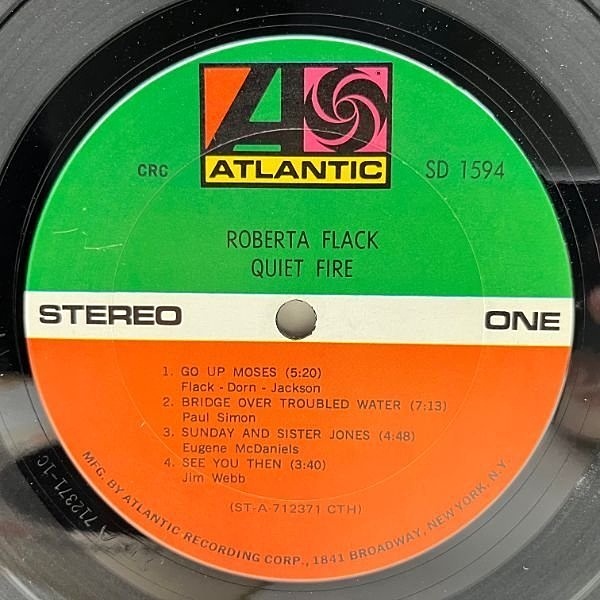 ATLANTIC
CRC
SD 1594
ROBERTA FLACK
QUIET FIRE
STEREO
ONE
1. GO UP MOSES (5:20)
Flack - Dorn - Jackson
2. BRIDGE OVER TROUBLED WATER (7:13)
Paul Simon
3. SUNDAY AND SISTER JONES (4:48)
Eugene McDaniels
4. SEE YOU THEN (3:40)
Jim Webb
(ST-A-712371 CTH)
MFG. BY ATLANTIC RECORDING CORP., 1841 BROADWAY, NEW YORK, N.Y.
A 712371-1C